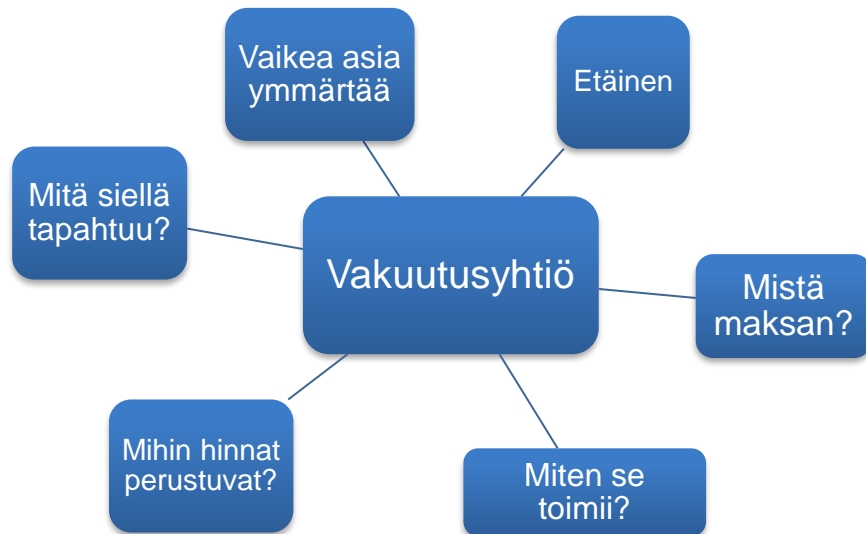 Vaikea asia
ymmärtää
Etäinen
Mitä siellä
tapahtuu?
Vakuutusyhtiö
Mistä
maksan?
Mihin hinnat
perustuvat?
Miten se
toimii?